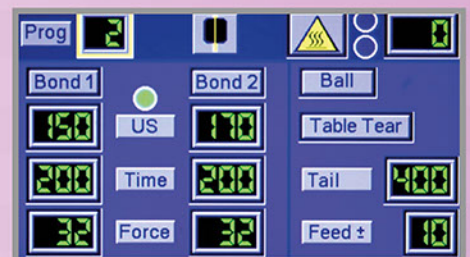 Prog 2 0
Bond 1 Bond 2 Ball
150 US 170 Table Tear
200 Time 200 Tail 400
32 Force 32 Feed ± 10